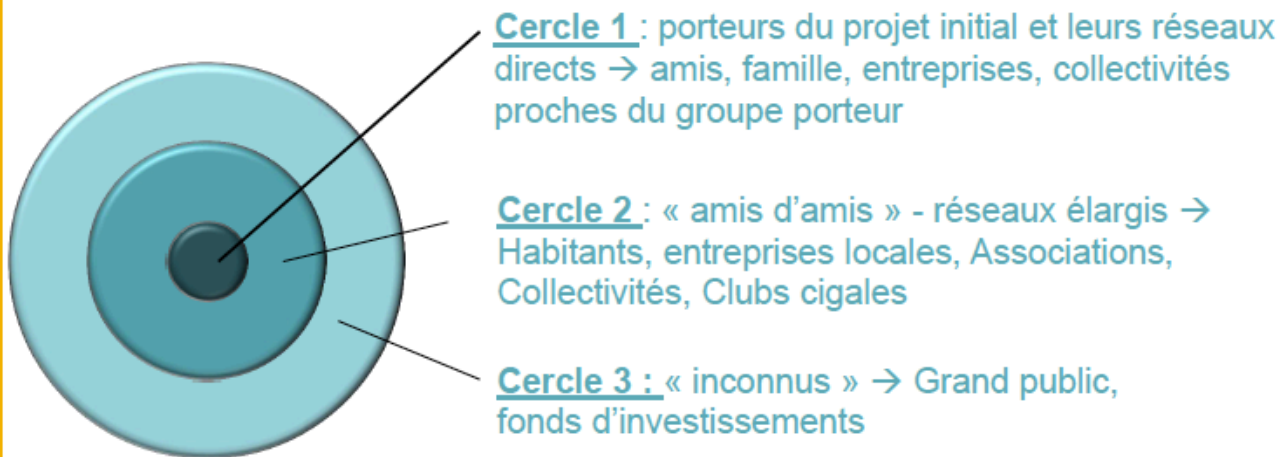 Cercle 1 : porteurs du projet initial et leurs réseaux
directs → amis, famille, entreprises, collectivités
proches du groupe porteur
Cercle 2 : « amis d’amis » - réseaux élargis →
Habitants, entreprises locales, Associations,
Collectivités, Clubs cigales
Cercle 3 : « inconnus » → Grand public,
fonds d’investissements